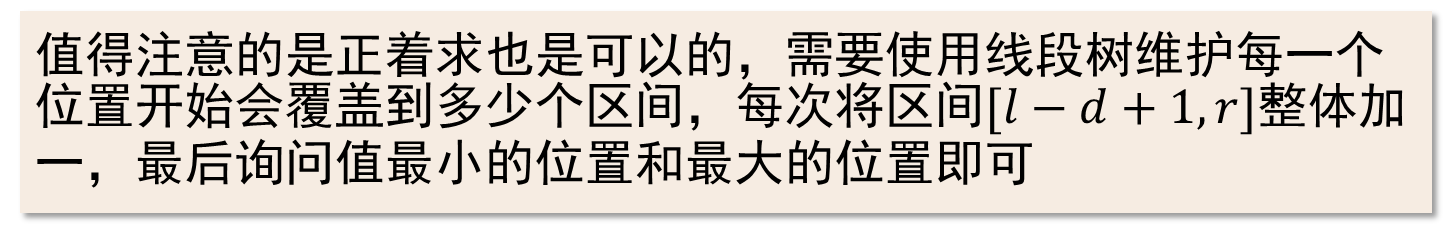 值得注意的是正着求也是可以的，需要使用线段树维护每一个
位置开始会覆盖到多少个区间，每次将区间[l − d + 1, r]整体加
一，最后询问值最小的位置和最大的位置即可